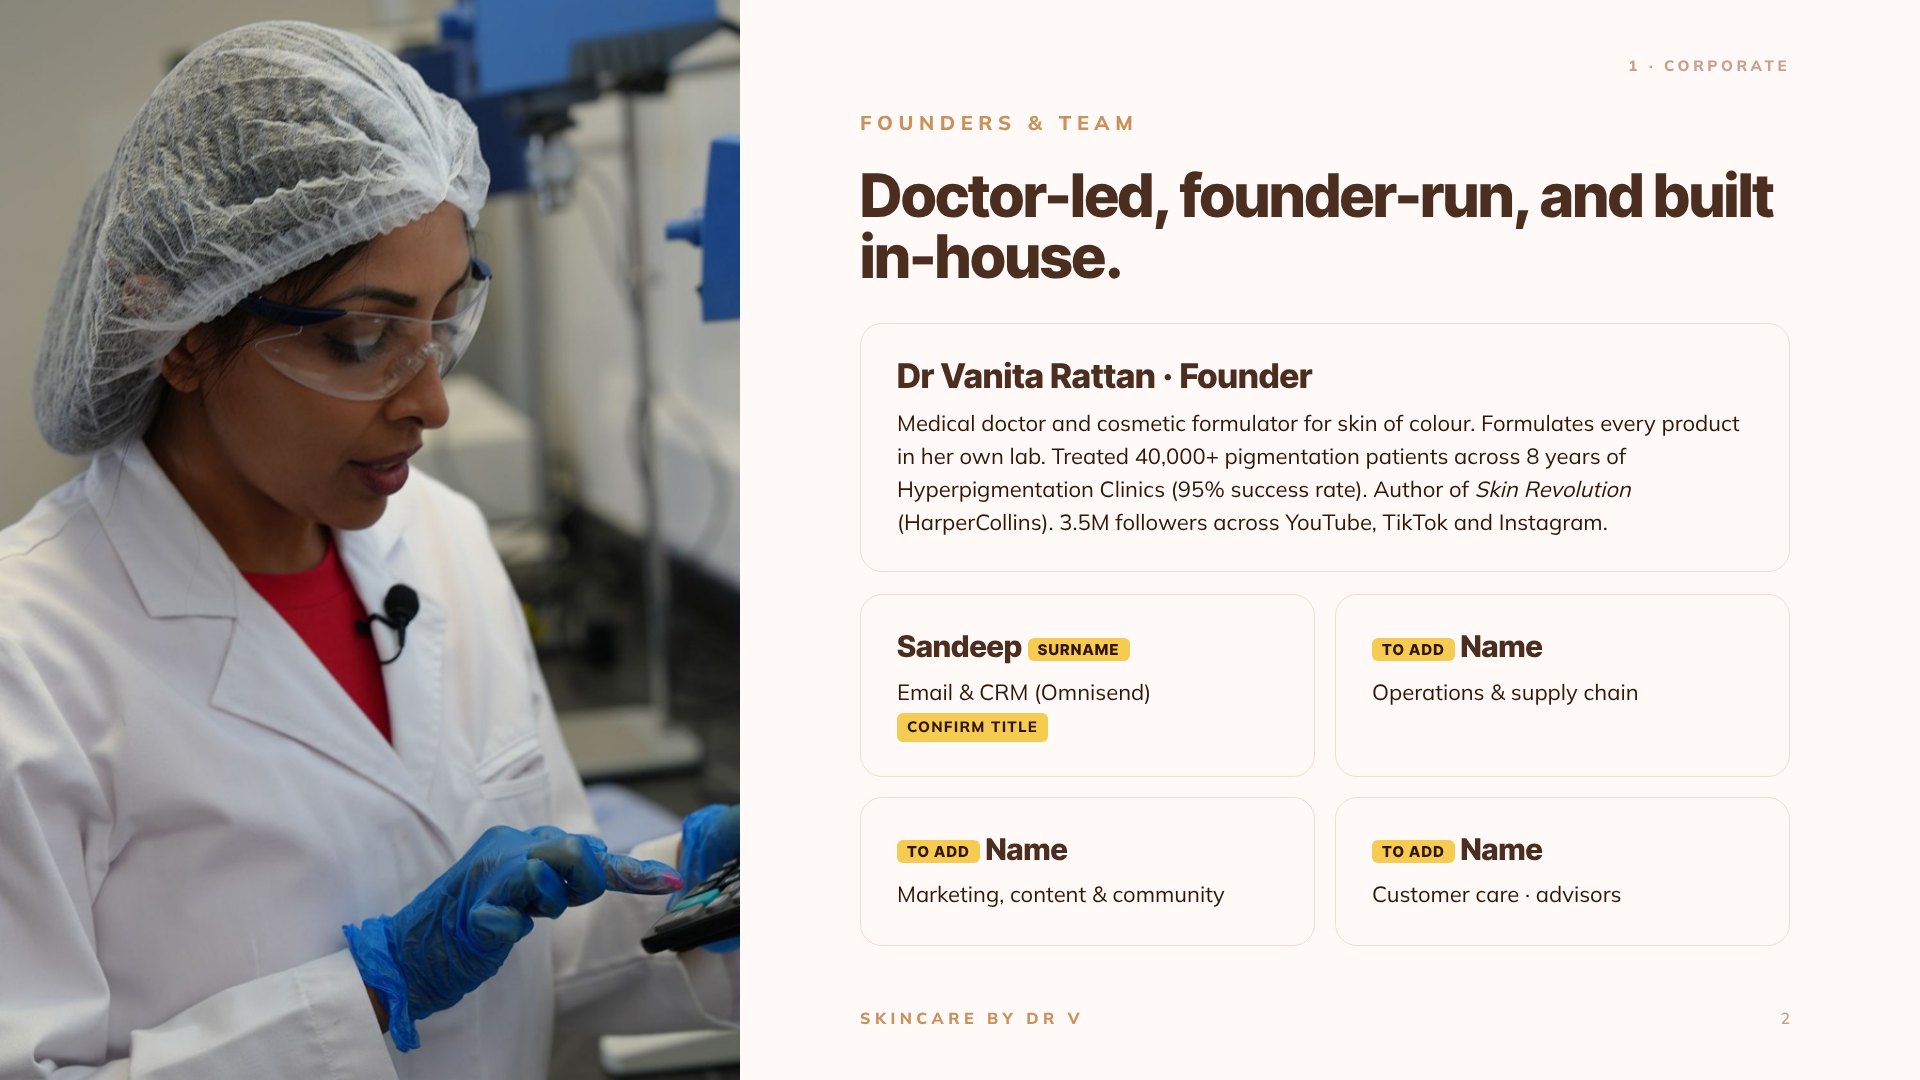 1 · CORPORATE
FOUNDERS & TEAM
Doctor-led, founder-run, and built
in-house.
Dr Vanita Rattan · Founder
Medical doctor and cosmetic formulator for skin of colour. Formulates every product
in her own lab. Treated 40,000+ pigmentation patients across 8 years of
Hyperpigmentation Clinics (95% success rate). Author of Skin Revolution
(HarperCollins). 3.5M followers across YouTube, TikTok and Instagram.
Sandeep SURNAME
Email & CRM (Omnisend)
CONFIRM TITLE
TO ADD Name
Operations & supply chain
TO ADD Name
Marketing, content & community
TO ADD Name
Customer care · advisors
SKINCARE BY DR V
2